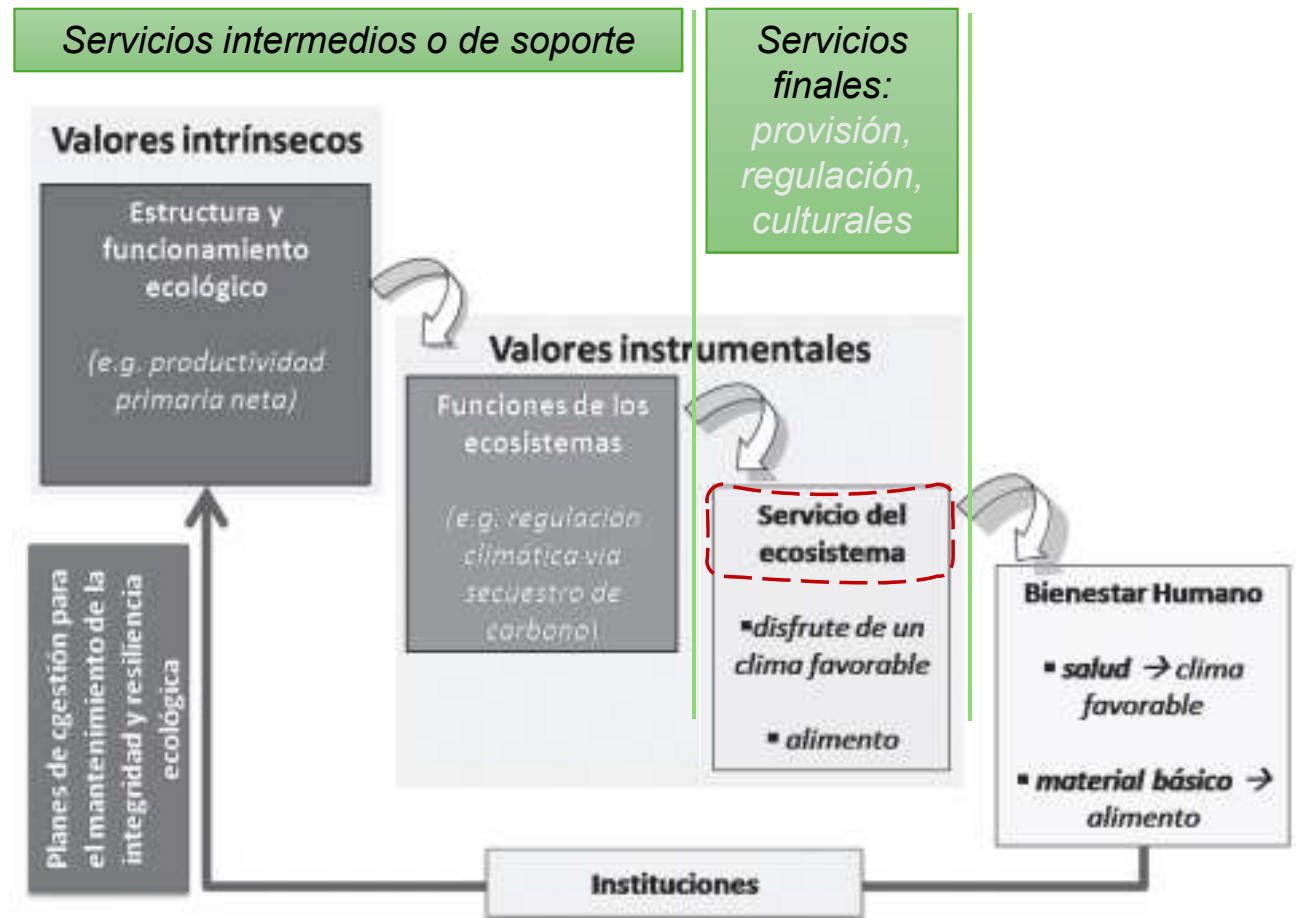 Servicios intermedios o de soporte
Servicios
finales:
provisión,
regulación,
culturales
Valores intrínsecos
Estructura y
funcionamiento
ecológico
(e.g. productividad
primaria neta)
Valores instrumentales
Funciones de los
ecosistemas
(e.g. regulación
climática via
secuestro de
carbono)
Servicio del
ecosistema
▪disfrute de un
clima favorable
▪ alimento
Bienestar Humano
▪ salud → clima
favorable
▪ material básico →
alimento
Planes de cgestión para
el mantenimiento de la
integridad y resiliencia
ecológica
Instituciones